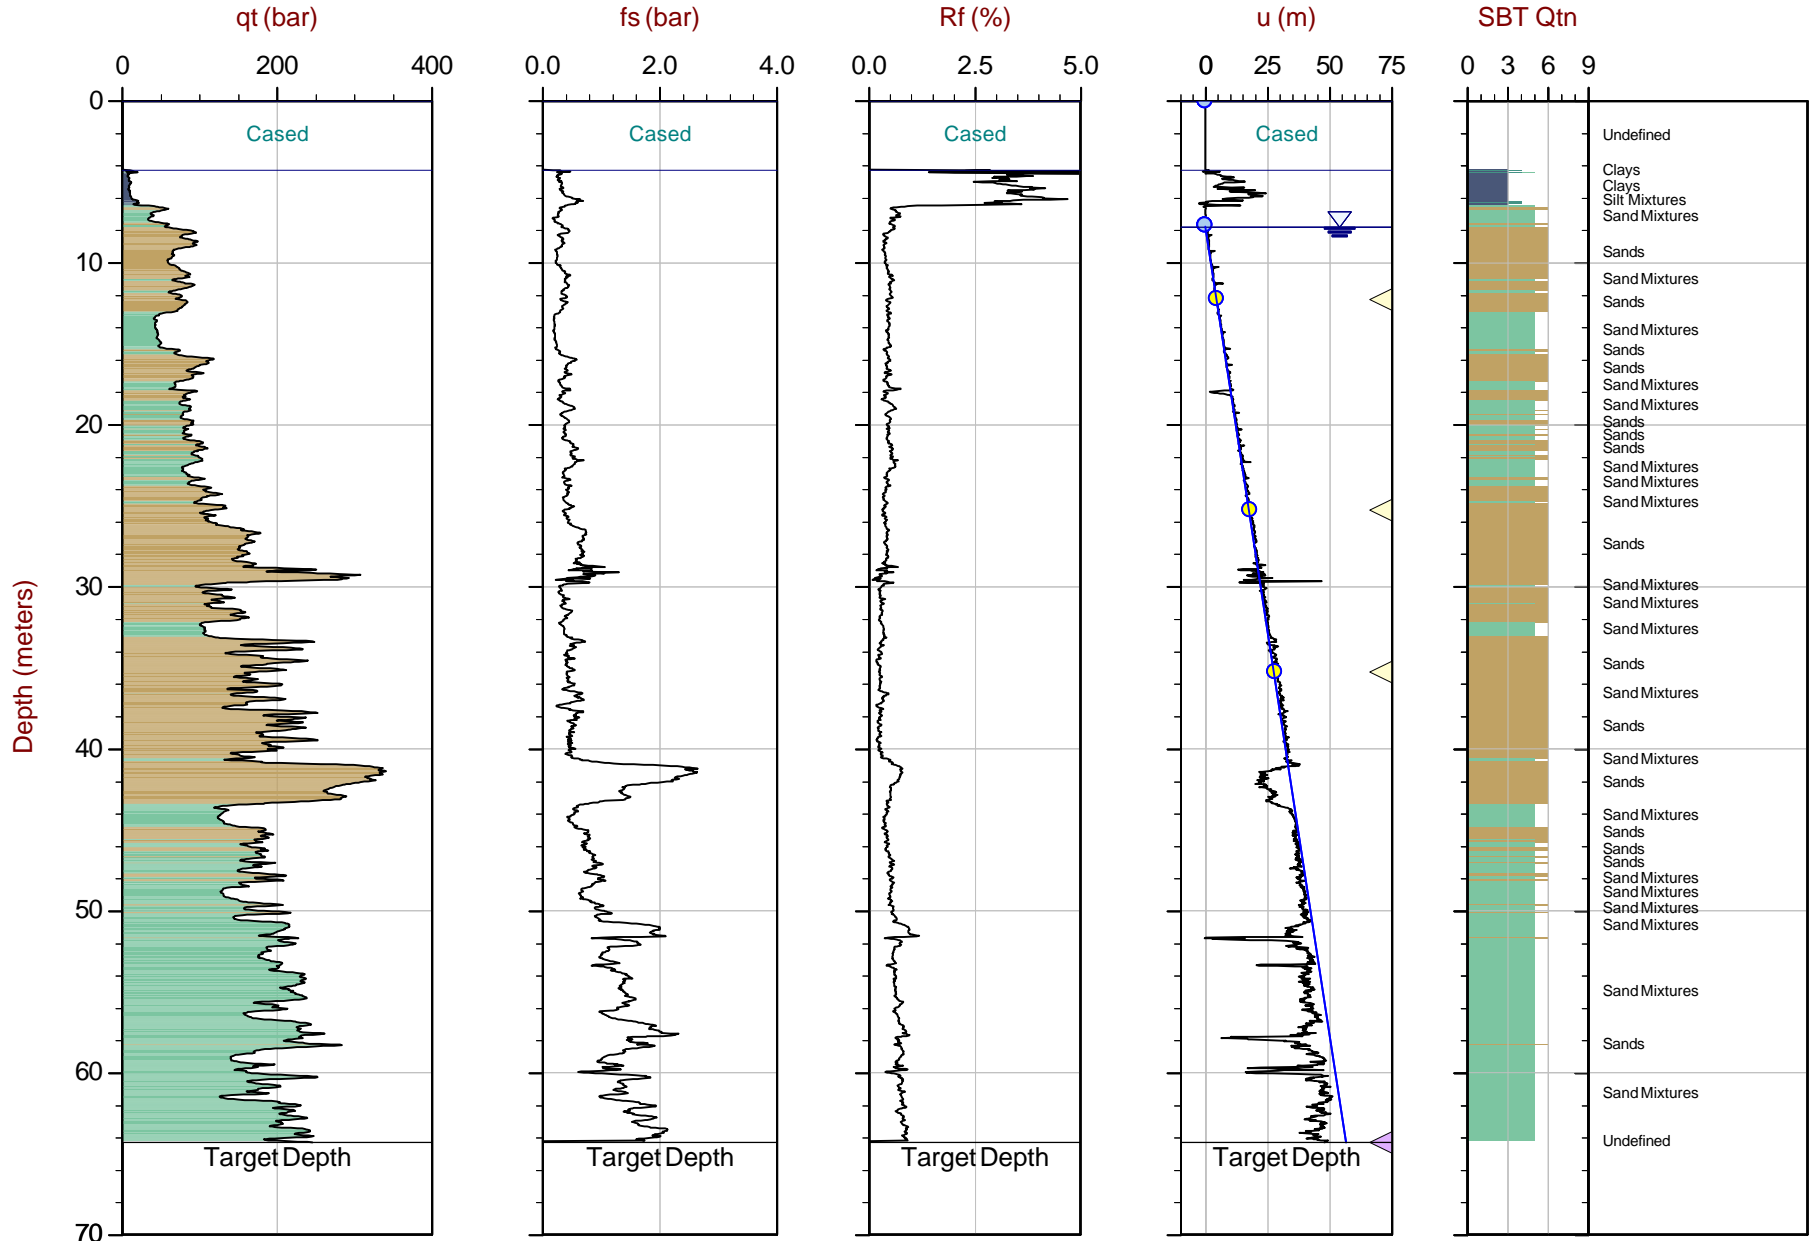 qt (bar) fs (bar) Rf (%) u (m) SBT Qtn
0 200 400 0.0 2.0 4.0 0.0 2.5 5.0 0 25 50 75 0 3 6 9
0
Cased Cased Cased Cased Undefined
Clays
Clays
Silt Mixtures
Sand Mixtures
Sands
10
Sand Mixtures
Sands
Sand Mixtures
Sands
Sands
Sand Mixtures
Sand Mixtures
Sands
20
Sands
Sands
Sand Mixtures
Sand Mixtures
Sand Mixtures
Sands
Sand Mixtures
30
Sand Mixtures
Sand Mixtures
Depth (meters)
Sands
Sand Mixtures
Sands
40
Sand Mixtures
Sands
Sand Mixtures
Sands
Sands
Sands
Sand Mixtures
Sand Mixtures
Sand Mixtures
50
Sand Mixtures
Sand Mixtures
Sands
60
Sand Mixtures
Undefined
Target Depth Target Depth Target Depth Target Depth
70